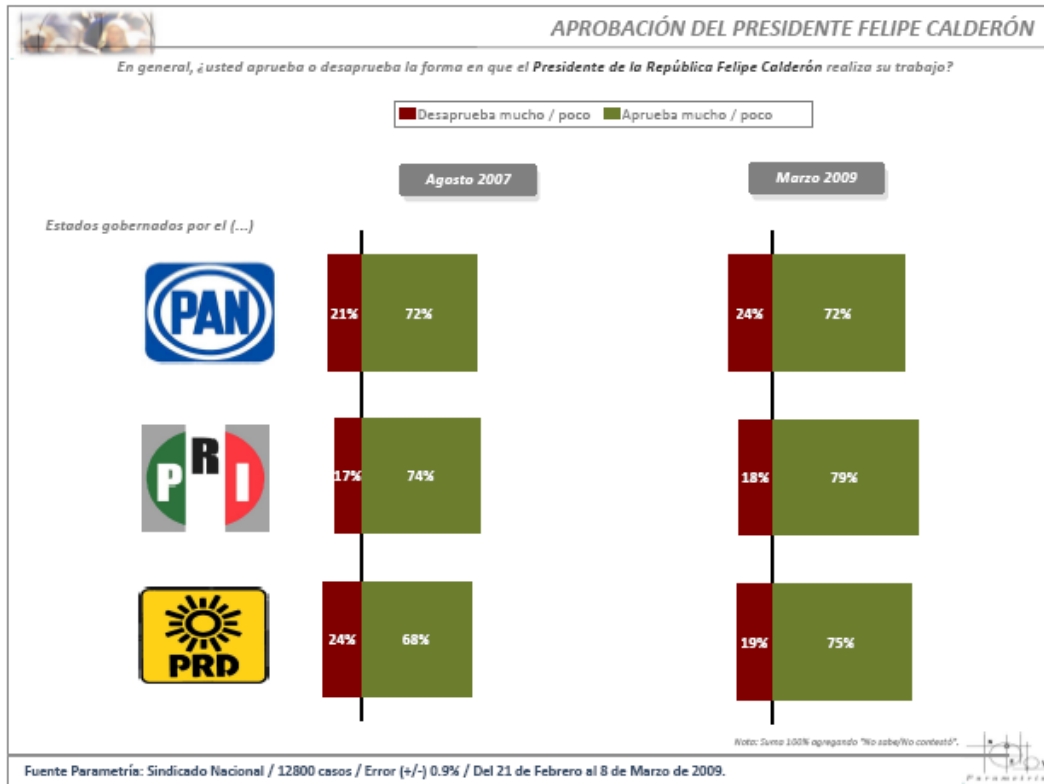 APROBACIÓN DEL PRESIDENTE FELIPE CALDERÓN
En general, ¿usted aprueba o desaprueba la forma en que el Presidente de la República Felipe Calderón realiza su trabajo?
Desaprueba mucho / poco Aprueba mucho / poco
Agosto 2007 Marzo 2009
Estados gobernados por el (...)
PAN 21% 72% 24% 72%
PRI 17% 74% 18% 79%
PRD 24% 68% 19% 75%
Nota: Suma 100% agregando "No sabe/No contestó".
Parametría
Fuente Parametría: Sindicado Nacional / 12800 casos / Error (+/-) 0.9% / Del 21 de Febrero al 8 de Marzo de 2009.